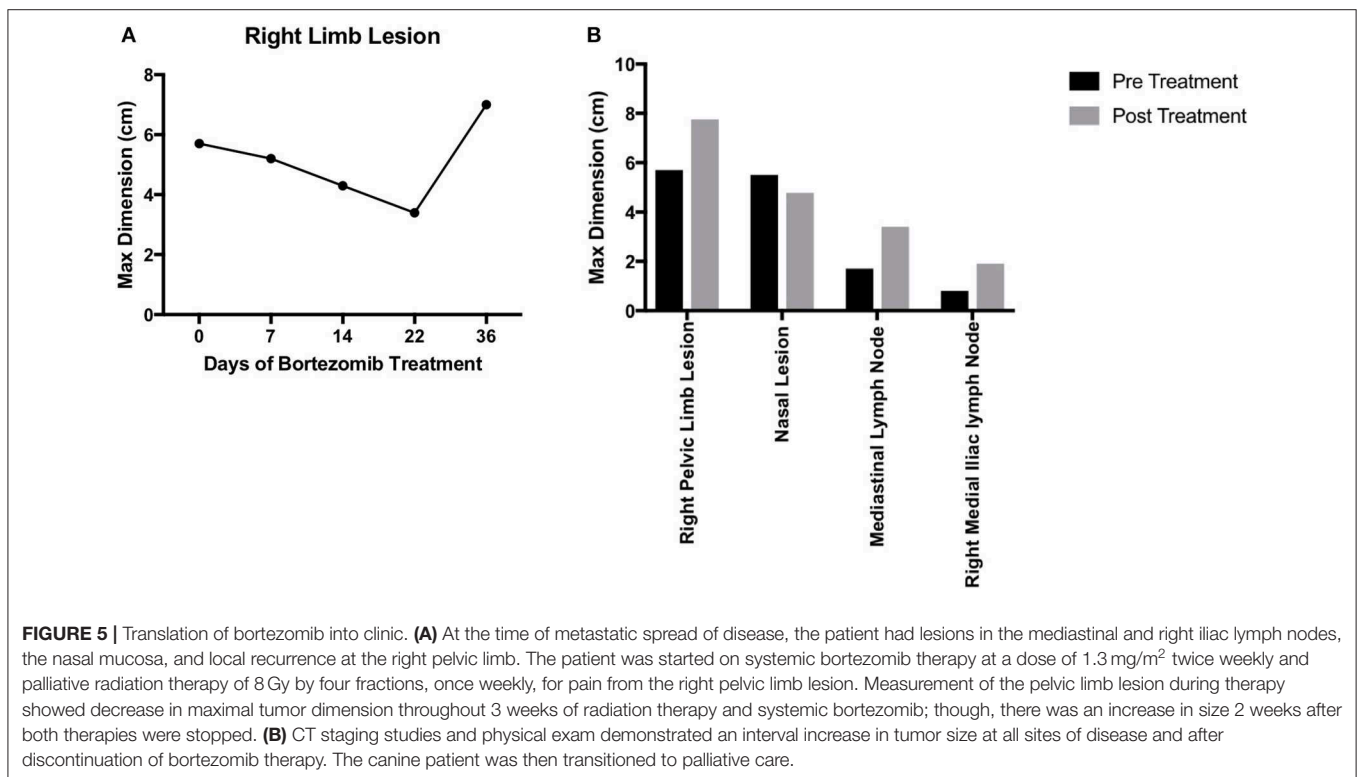 A
Right Limb Lesion
Max Dimension (cm)
8
6
4
2
0
0 7 14 22 36
Days of Bortezomib Treatment
B
Max Dimension (cm)
10
8
6
4
2
0
Right Pelvic Limb Lesion
Nasal Lesion
Mediastinal Lymph Node
Right Medial Iliac lymph Node
Pre Treatment
Post Treatment
FIGURE 5 | Translation of bortezomib into clinic. (A) At the time of metastatic spread of disease, the patient had lesions in the mediastinal and right iliac lymph nodes,
the nasal mucosa, and local recurrence at the right pelvic limb. The patient was started on systemic bortezomib therapy at a dose of 1.3 mg/m² twice weekly and
palliative radiation therapy of 8 Gy by four fractions, once weekly, for pain from the right pelvic limb lesion. Measurement of the pelvic limb lesion during therapy
showed decrease in maximal tumor dimension throughout 3 weeks of radiation therapy and systemic bortezomib; though, there was an increase in size 2 weeks after
both therapies were stopped. (B) CT staging studies and physical exam demonstrated an interval increase in tumor size at all sites of disease and after
discontinuation of bortezomib therapy. The canine patient was then transitioned to palliative care.